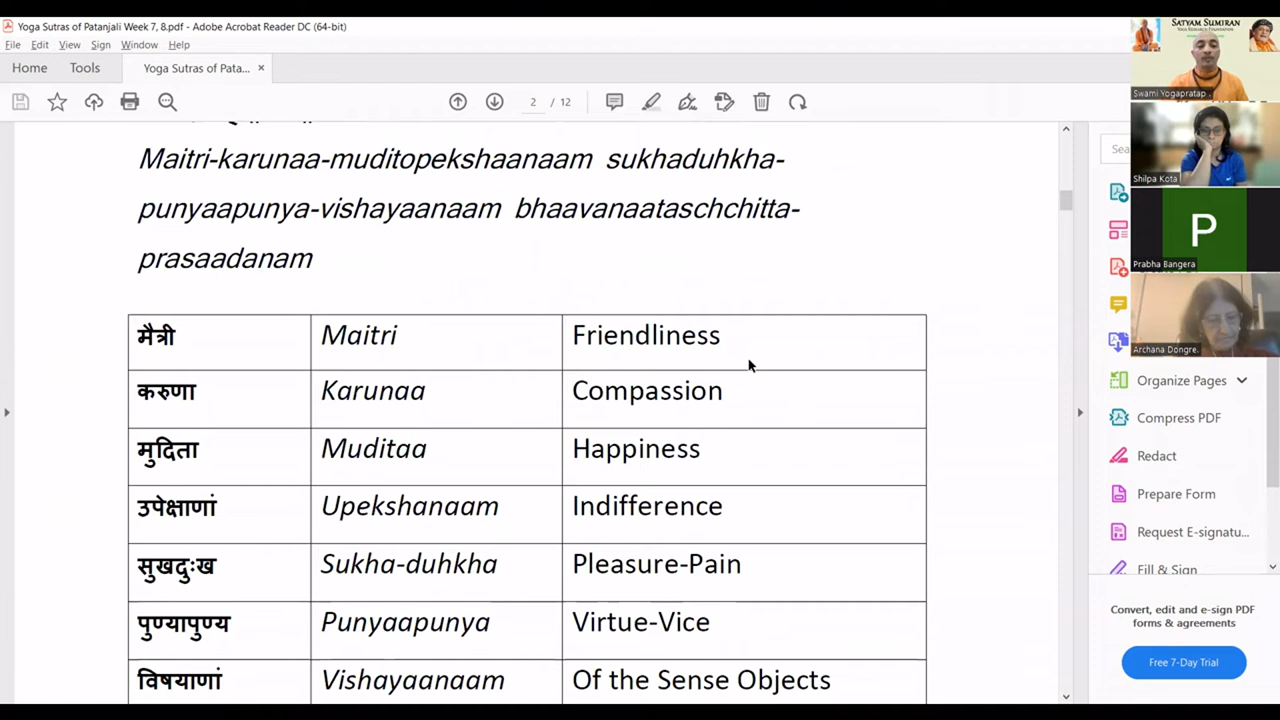 Yoga Sutras of Patanjali Week 7, 8.pdf - Adobe Acrobat Reader DC (64-bit)
File Edit View Sign Window Help
Home Tools Yoga Sutras of Pata... ×
2 / 12
Maitri-karunaa-muditopekshaanaam sukhaduhkha-
punyaapunya-vishayaanaam bhaavanaataschchitta-
prasaadanam
मैत्री Maitri Friendliness
करुणा Karunaa Compassion
मुदिता Muditaa Happiness
उपेक्षाणां Upekshanaam Indifference
सुखदुःख Sukha-duhkha Pleasure-Pain
पुण्यापुण्य Punyaapunya Virtue-Vice
विषयाणां Vishayaanaam Of the Sense Objects
SATYAM SUMIRAN
Swami Yogapratap
Shilpa Kota
P
Prabha Bangera
Archana Dongre.
Organize Pages
Compress PDF
Redact
Prepare Form
Request E-signatu...
Fill & Sign
Convert, edit and e-sign PDF
forms & agreements
Free 7-Day Trial